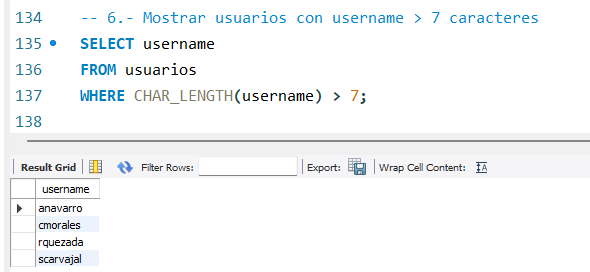 134 -- 6.- Mostrar usuarios con username > 7 caracteres
135 SELECT username
136 FROM usuarios
137 WHERE CHAR_LENGTH(username) > 7;
138
Result Grid Filter Rows: Export: Wrap Cell Content: IA
username
anavarro
cmorales
rquezada
scarvajal